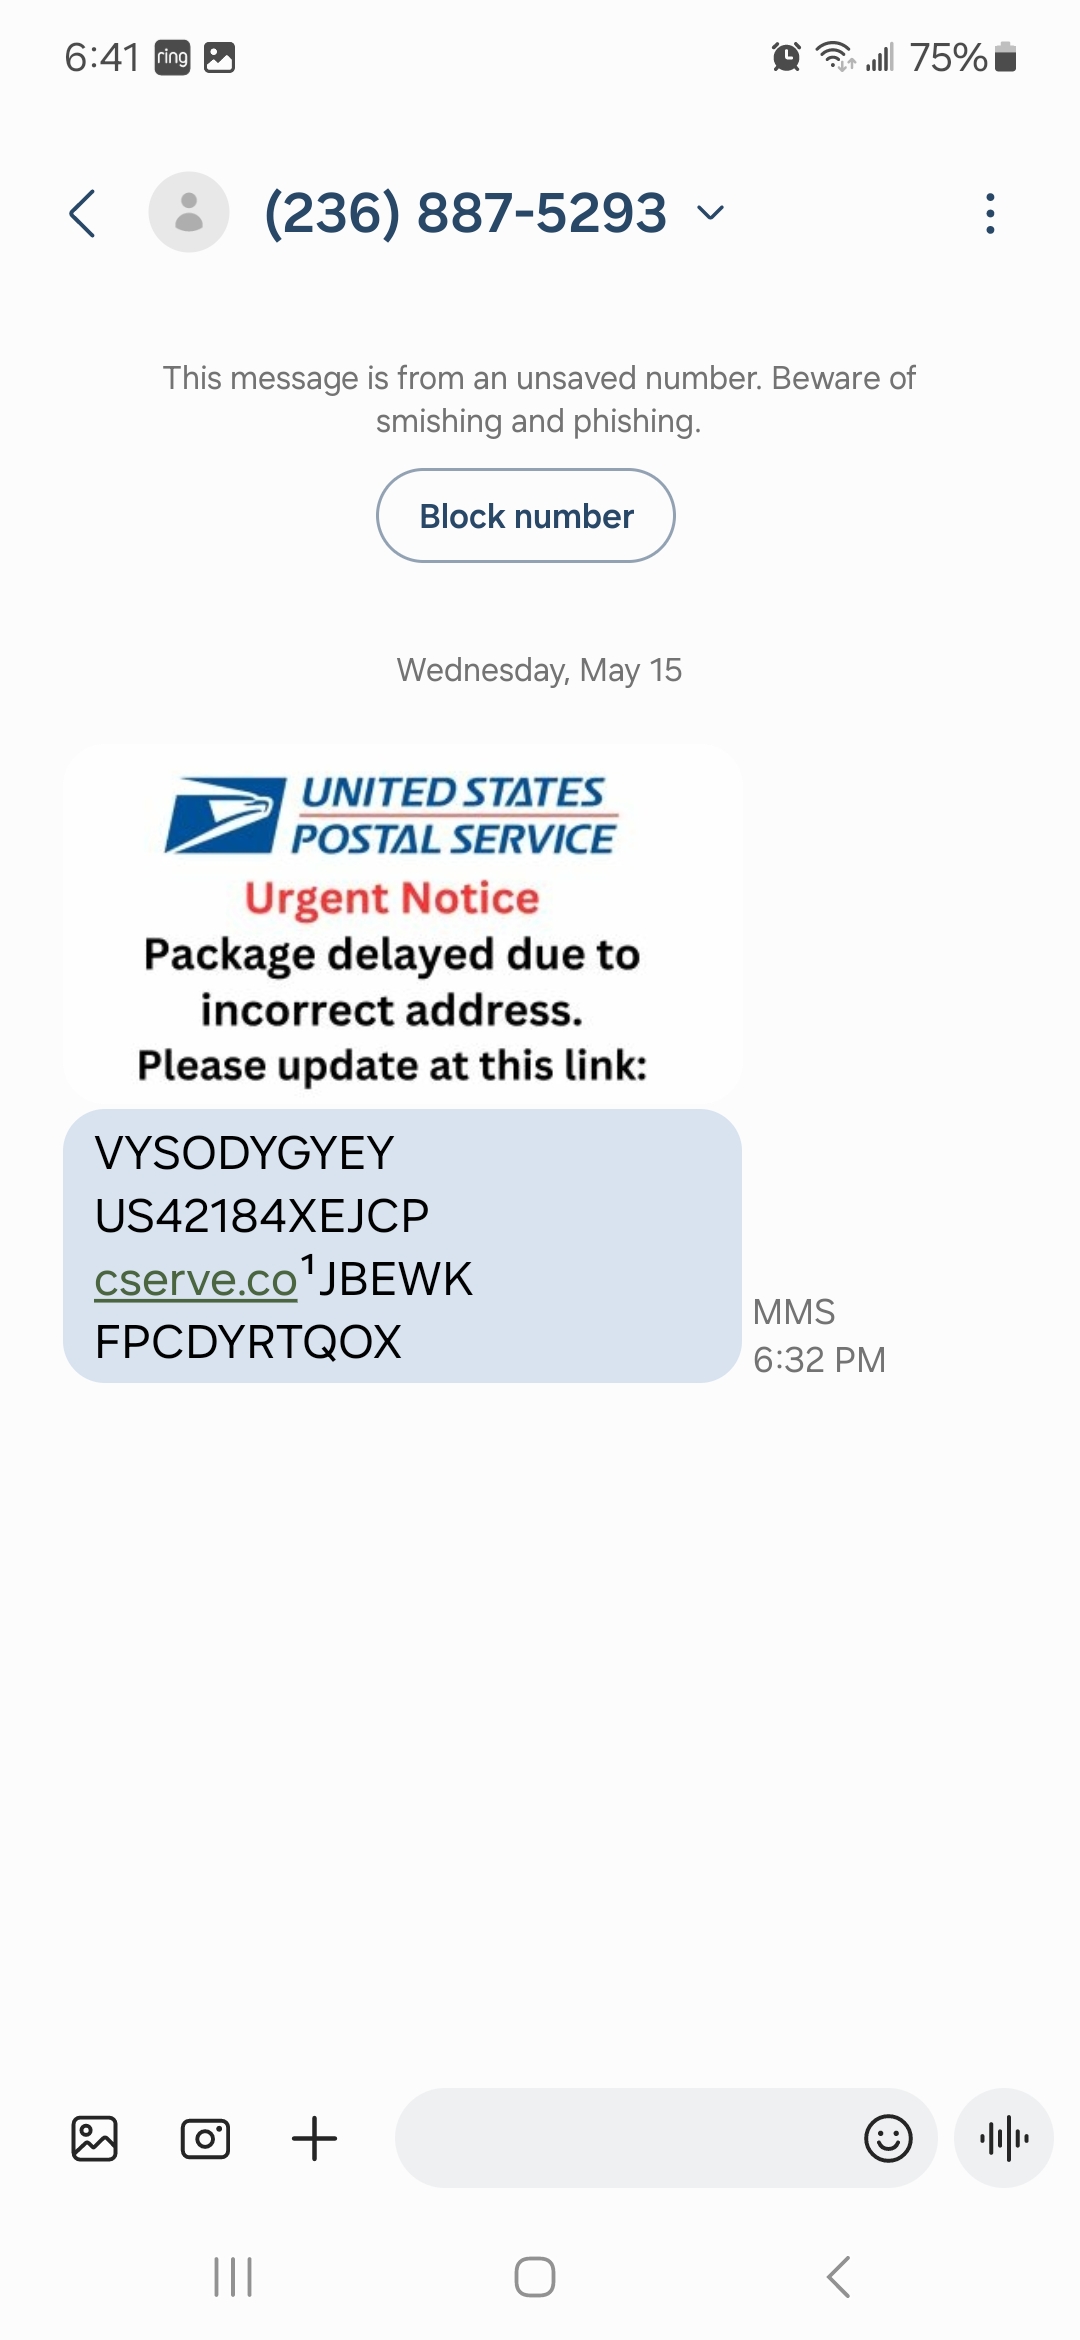 6:41 ring 75%
(236) 887-5293
This message is from an unsaved number. Beware of
smishing and phishing.
Block number
Wednesday, May 15
UNITED STATES
POSTAL SERVICE
Urgent Notice
Package delayed due to
incorrect address.
Please update at this link:
VYSODYGYEY
US42184XEJCP
cserve.co¹JBEWK
FPCDYRTQOX
MMS
6:32 PM